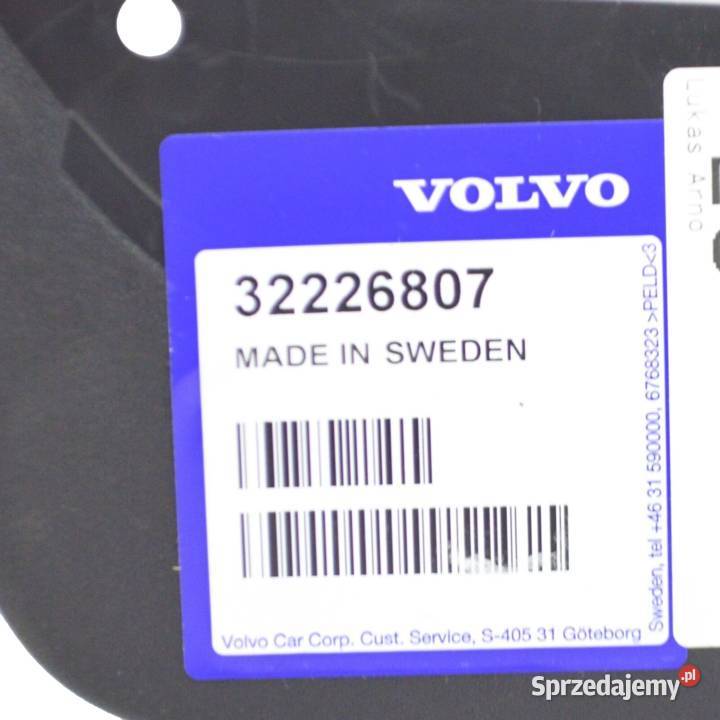 VOLVO
32226807
MADE IN SWEDEN
Volvo Car Corp. Cust. Service, S-405 31 Göteborg
Sweden, tel +46 31 590000, 6768323 >PELD<3
Lukas Arno
Sprzedajemy.pl